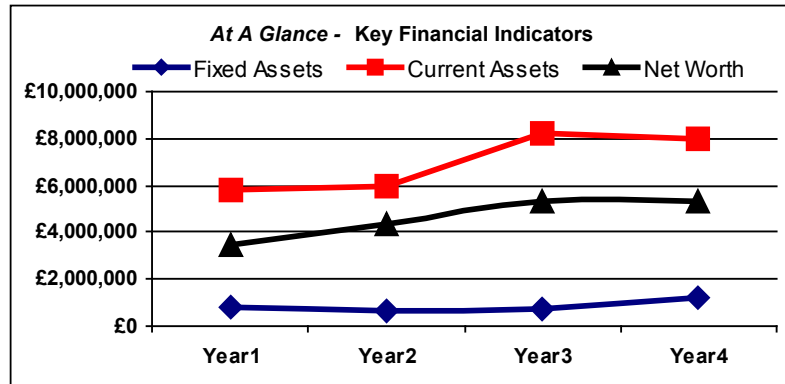 At A Glance - Key Financial Indicators
Fixed Assets Current Assets Net Worth
£10,000,000
£8,000,000
£6,000,000
£4,000,000
£2,000,000
£0
Year1 Year2 Year3 Year4